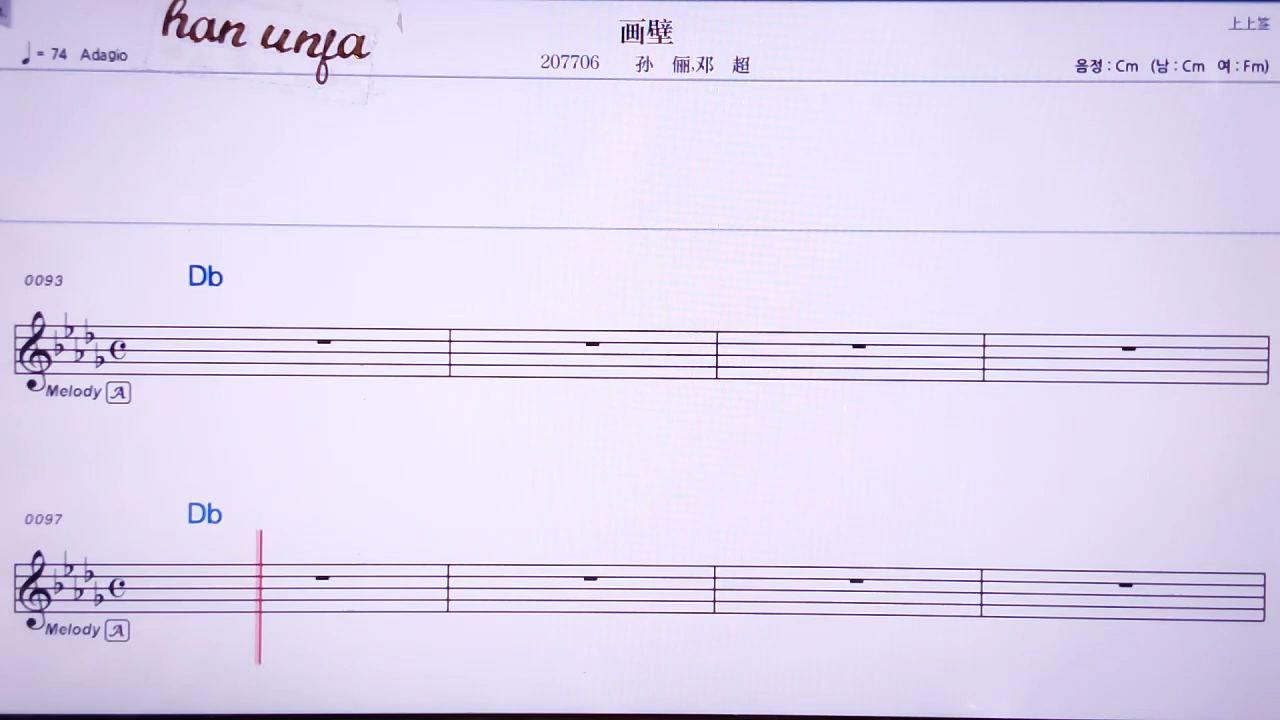 han unfa
画壁
上上签
♩= 74 Adagio
207706 孙 俪.邓 超
음정 : Cm (남 : Cm 여 : Fm)
0093
Db
Melody A
0097
Db
Melody A